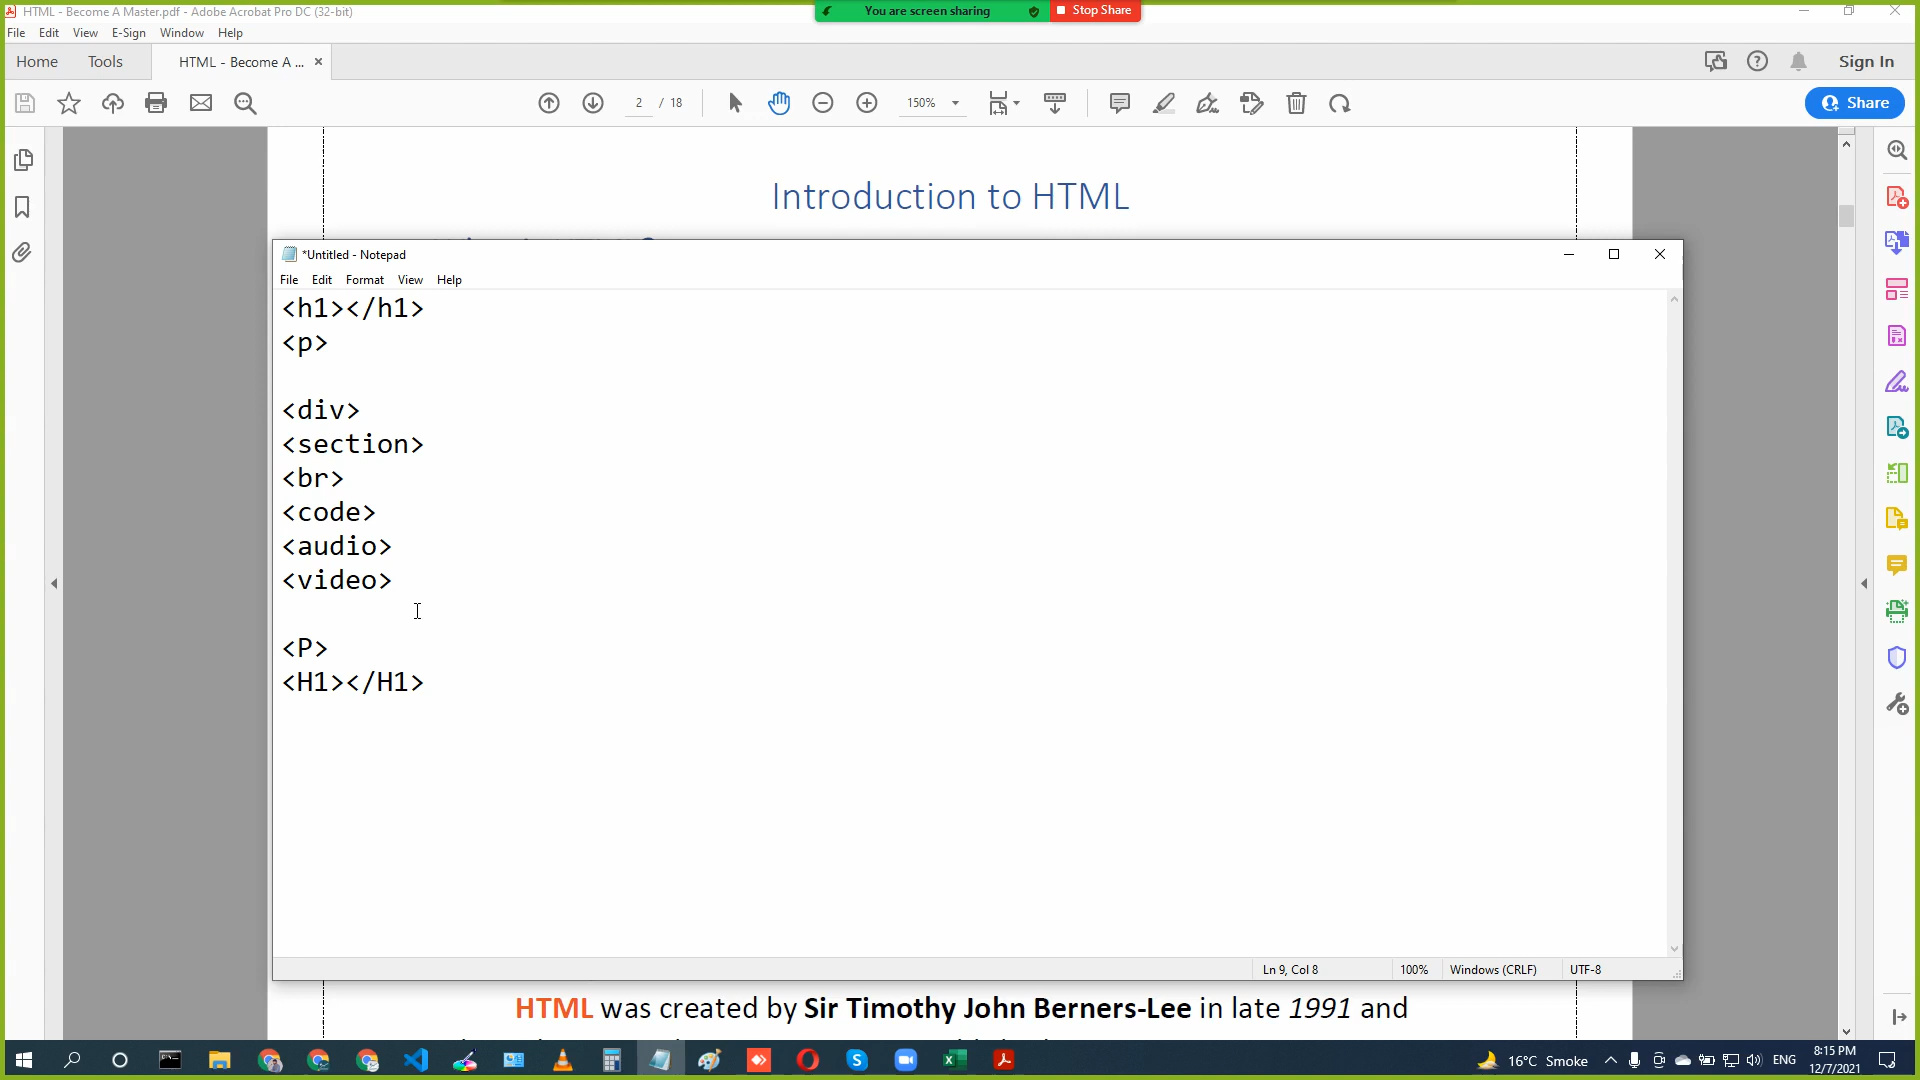 HTML - Become A Master.pdf - Adobe Acrobat Pro DC (32-bit)
You are screen sharing
Stop Share
File Edit View E-Sign Window Help
Home Tools HTML - Become A ... Sign In
2 / 18 150% Share
Introduction to HTML
*Untitled - Notepad
File Edit Format View Help
<h1></h1>
<p>
<div>
<section>
<br>
<code>
<audio>
<video>
<P>
<H1></H1>
Ln 9, Col 8 100% Windows (CRLF) UTF-8
HTML was created by Sir Timothy John Berners-Lee in late 1991 and
16°C Smoke ENG 8:15 PM
12/7/2021